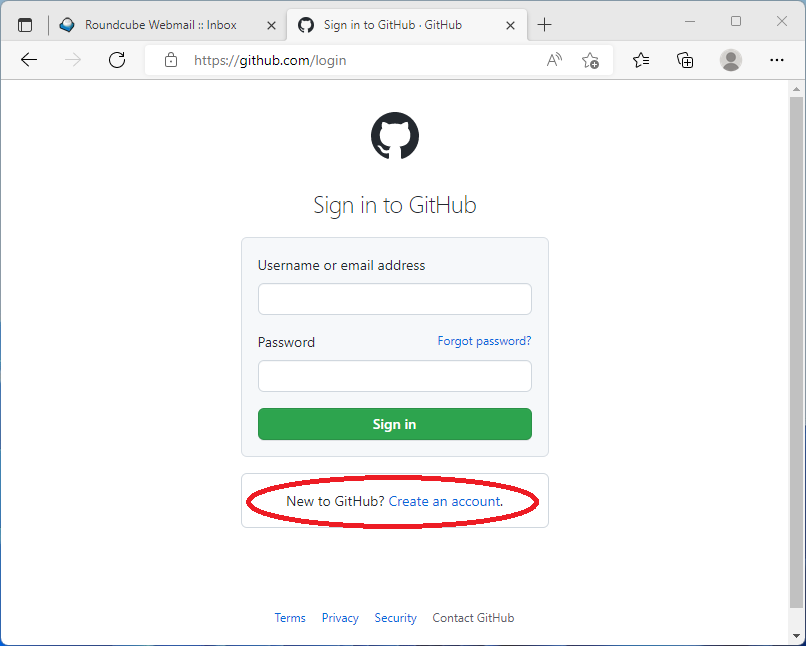 Roundcube Webmail :: Inbox
Sign in to GitHub · GitHub
https://github.com/login
Sign in to GitHub
Username or email address
Password
Forgot password?
Sign in
New to GitHub? Create an account.
Terms Privacy Security Contact GitHub